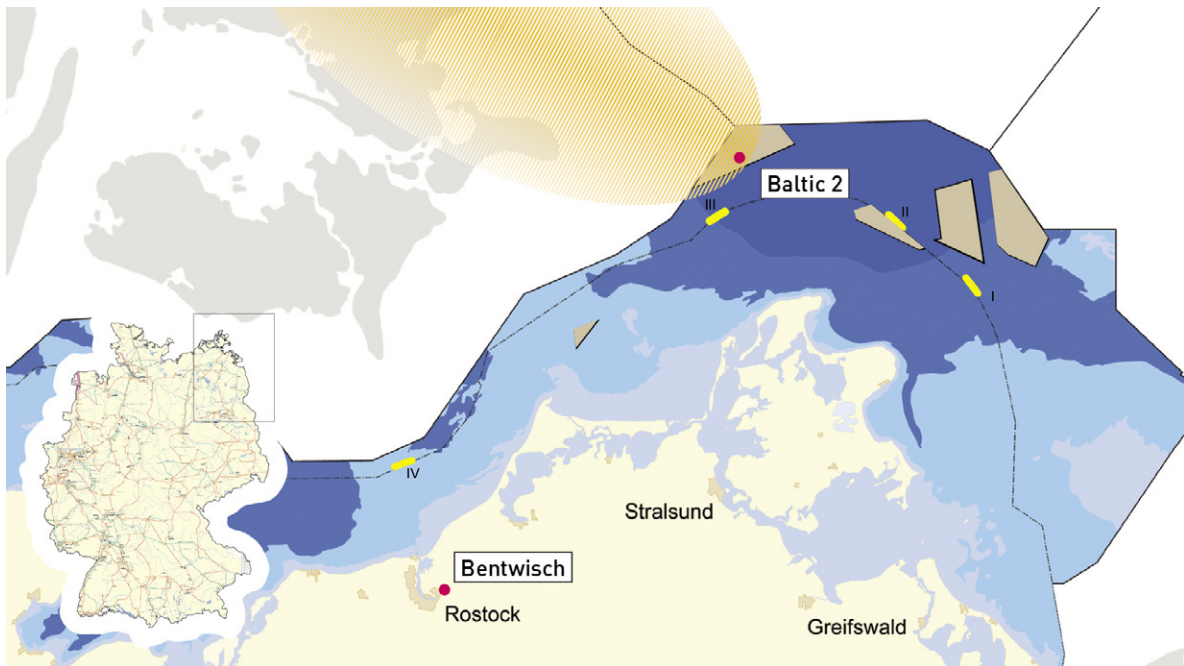 Baltic 2
III
II
I
IV
Stralsund
Bentwisch
Rostock
Greifswald